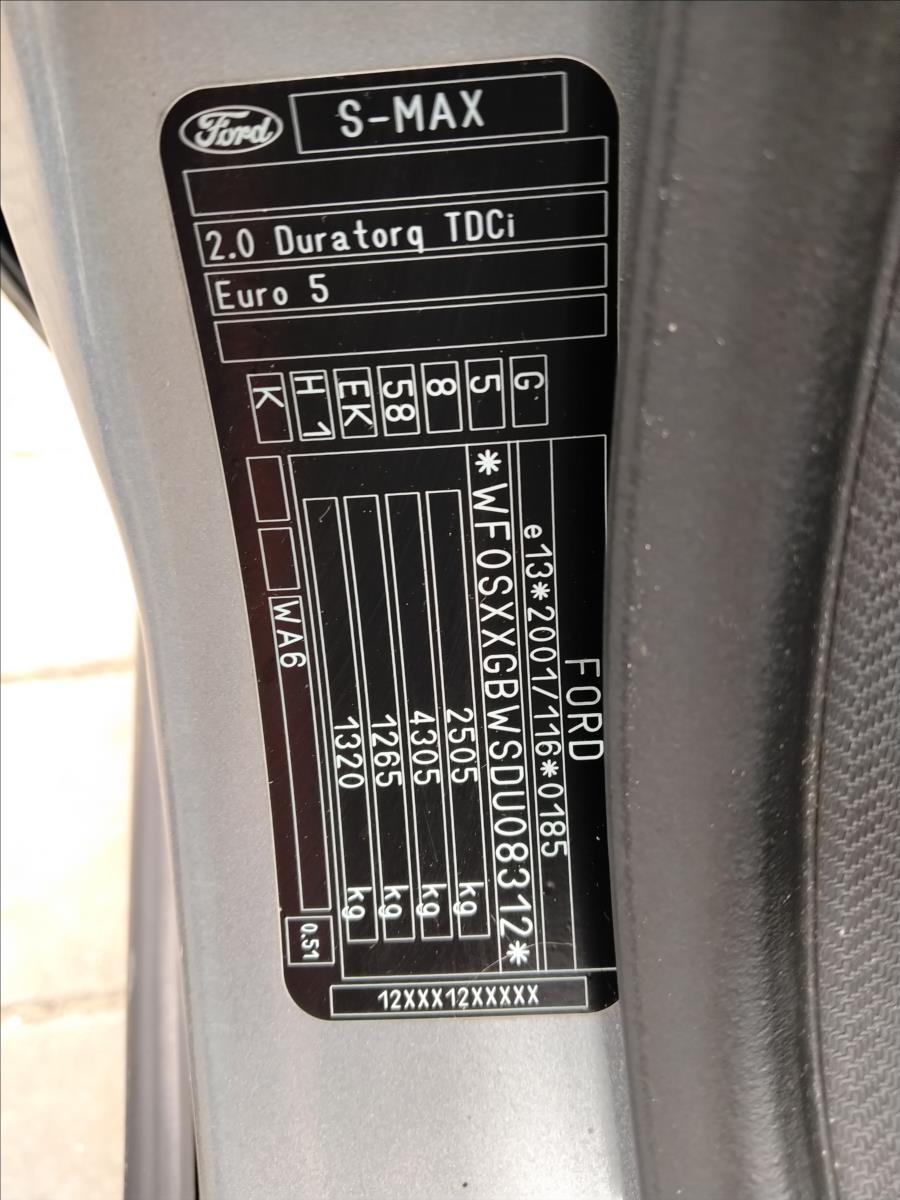 Ford
S-MAX
2.0 Duratorq TDCi
Euro 5
G
5
8
58
EK
H 1
K
FORD
e13*2001/116*0185
*WF0SXXGBWSDU08312*
2505 kg
4305 kg
1265 kg
1320 kg
WA6
0.51
12XXX12XXXXX